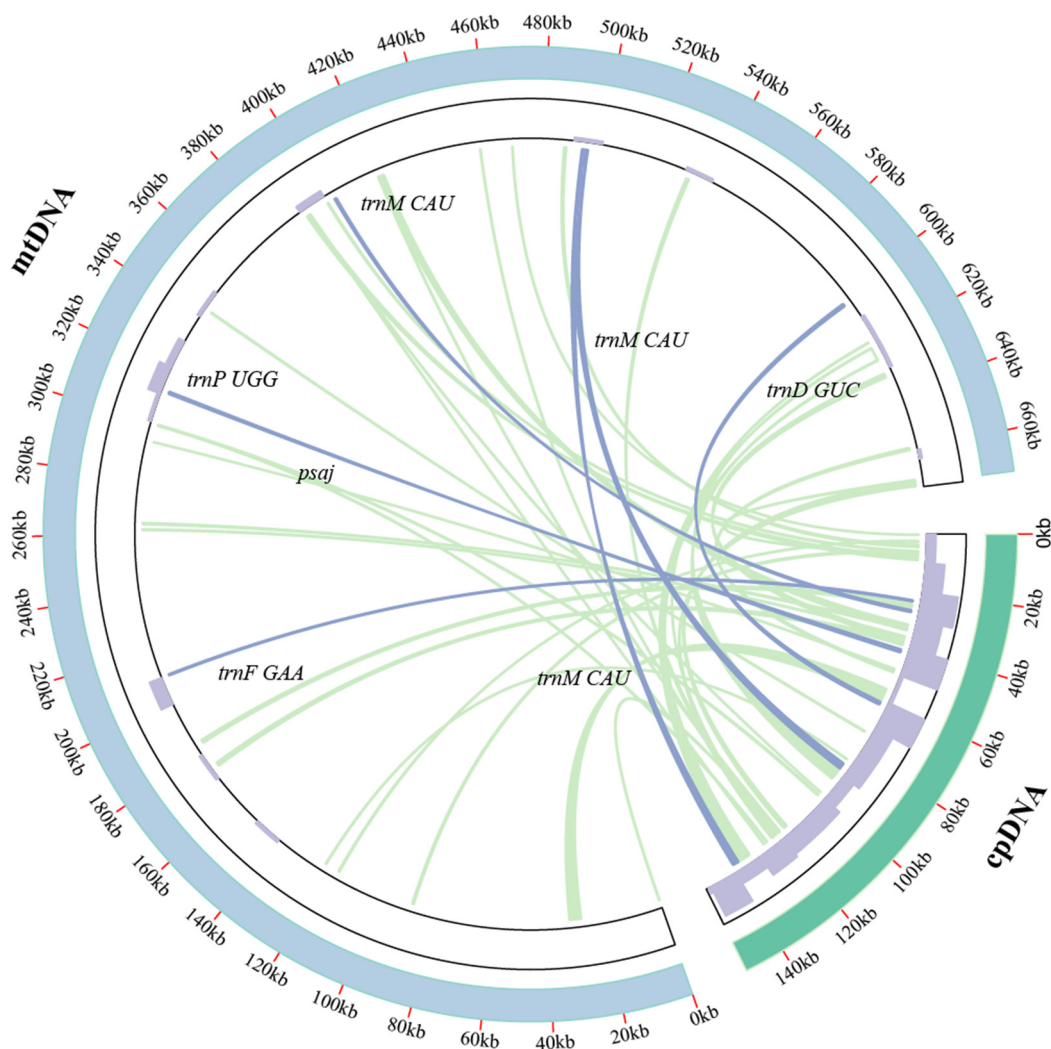 460kb
480kb
500kb
440kb
520kb
420kb
540kb
400kb
560kb
380kb
580kb
360kb
600kb
340kb
620kb
320kb
640kb
300kb
660kb
280kb
260kb
240kb
220kb
200kb
180kb
160kb
140kb
120kb
100kb
80kb
60kb
40kb
20kb
0kb
mtDNA
trnM CAU
trnM CAU
trnP UGG
trnD GUC
psaj
trnF GAA
trnM CAU
0kb
20kb
40kb
60kb
80kb
100kb
120kb
140kb
cpDNA